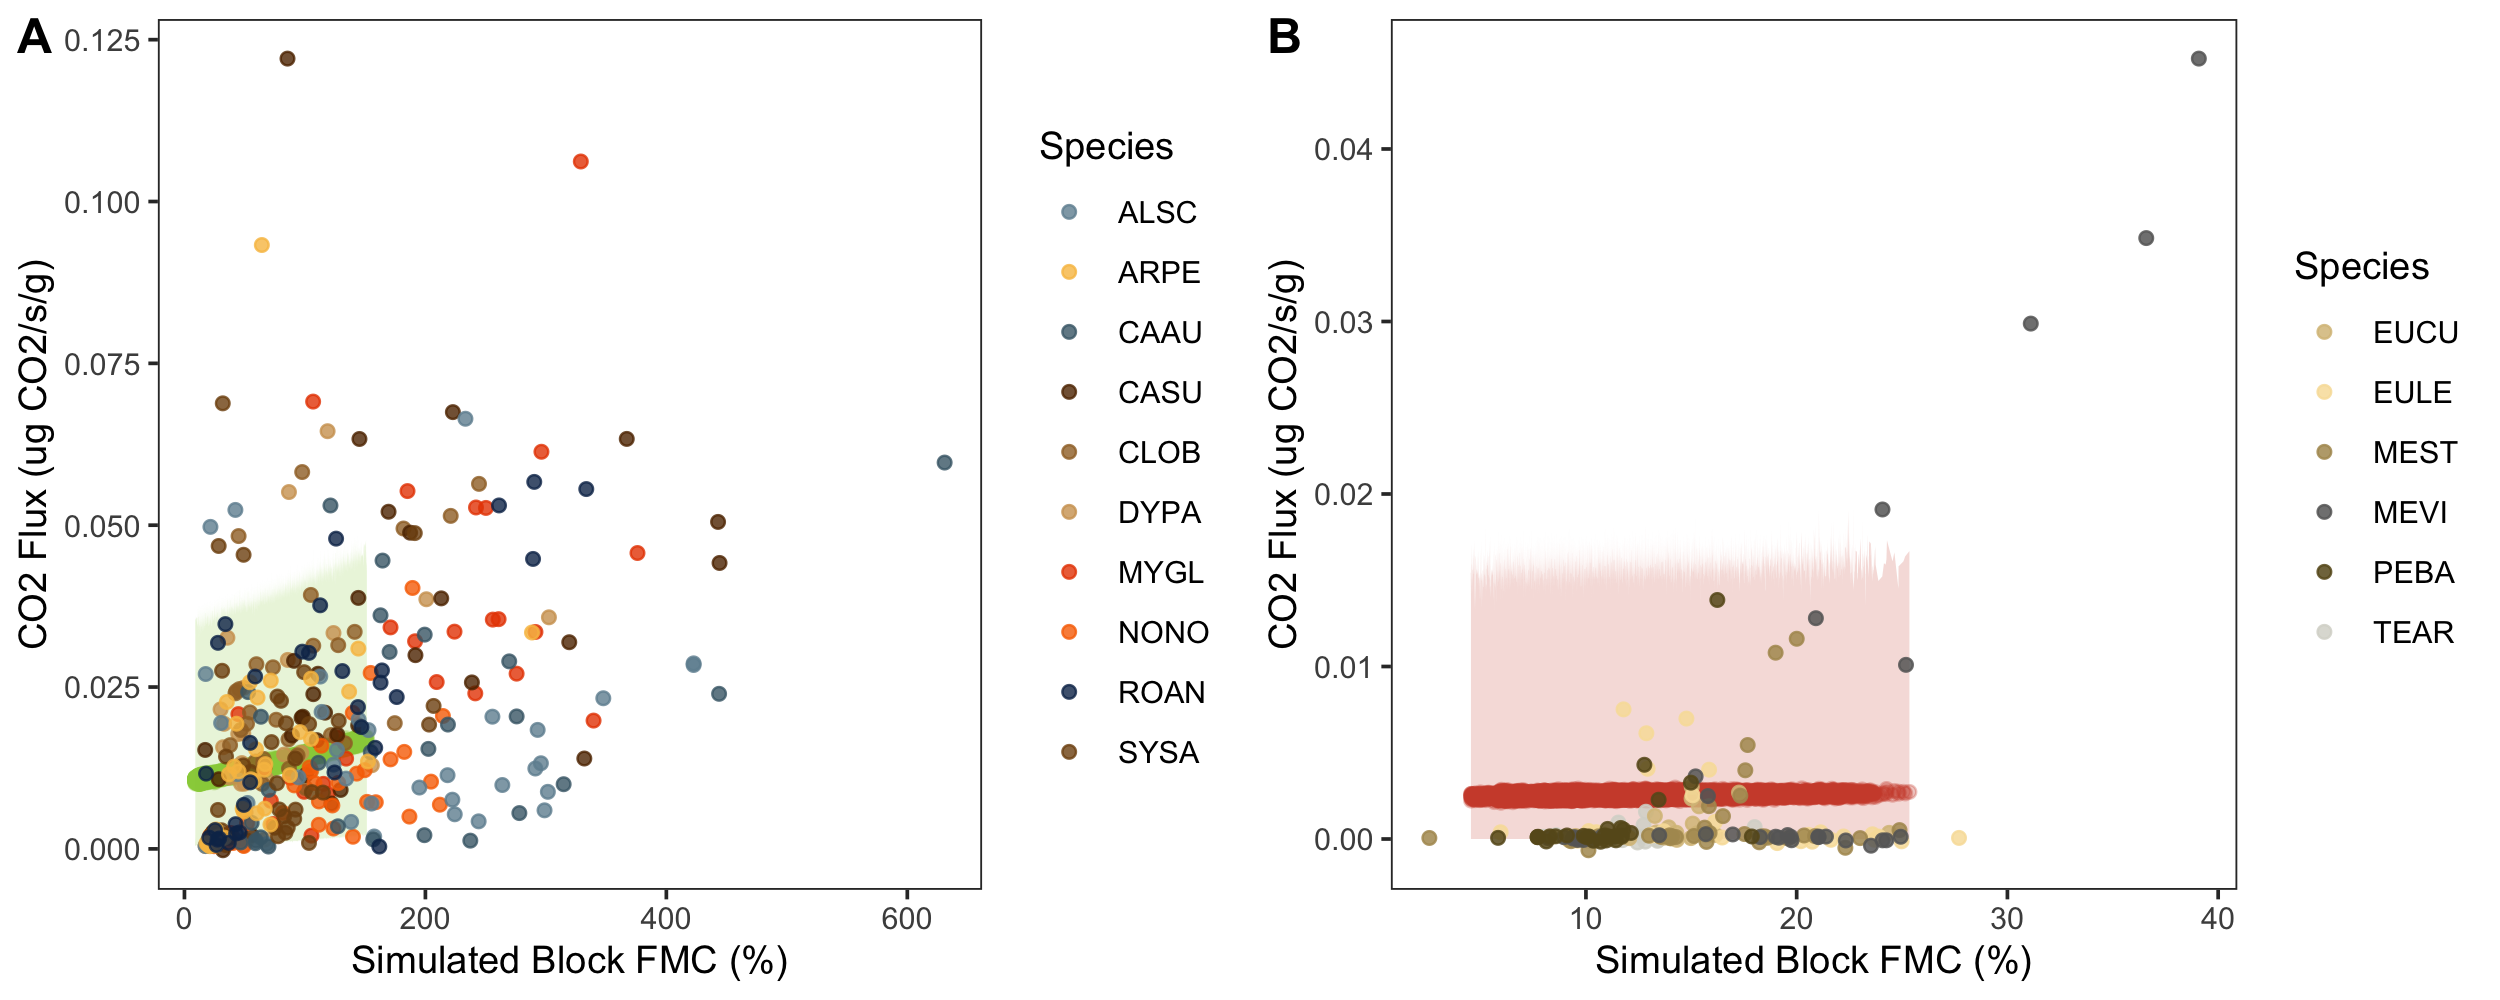 A
0.125
0.100
0.075
0.050
0.025
0.000
CO2 Flux (ug CO2/s/g)
0
200
400
600
Simulated Block FMC (%)
Species
ALSC
ARPE
CAAU
CASU
CLOB
DYPA
MYGL
NONO
ROAN
SYSA
B
0.04
0.03
0.02
0.01
0.00
CO2 Flux (ug CO2/s/g)
10
20
30
40
Simulated Block FMC (%)
Species
EUCU
EULE
MEST
MEVI
PEBA
TEAR